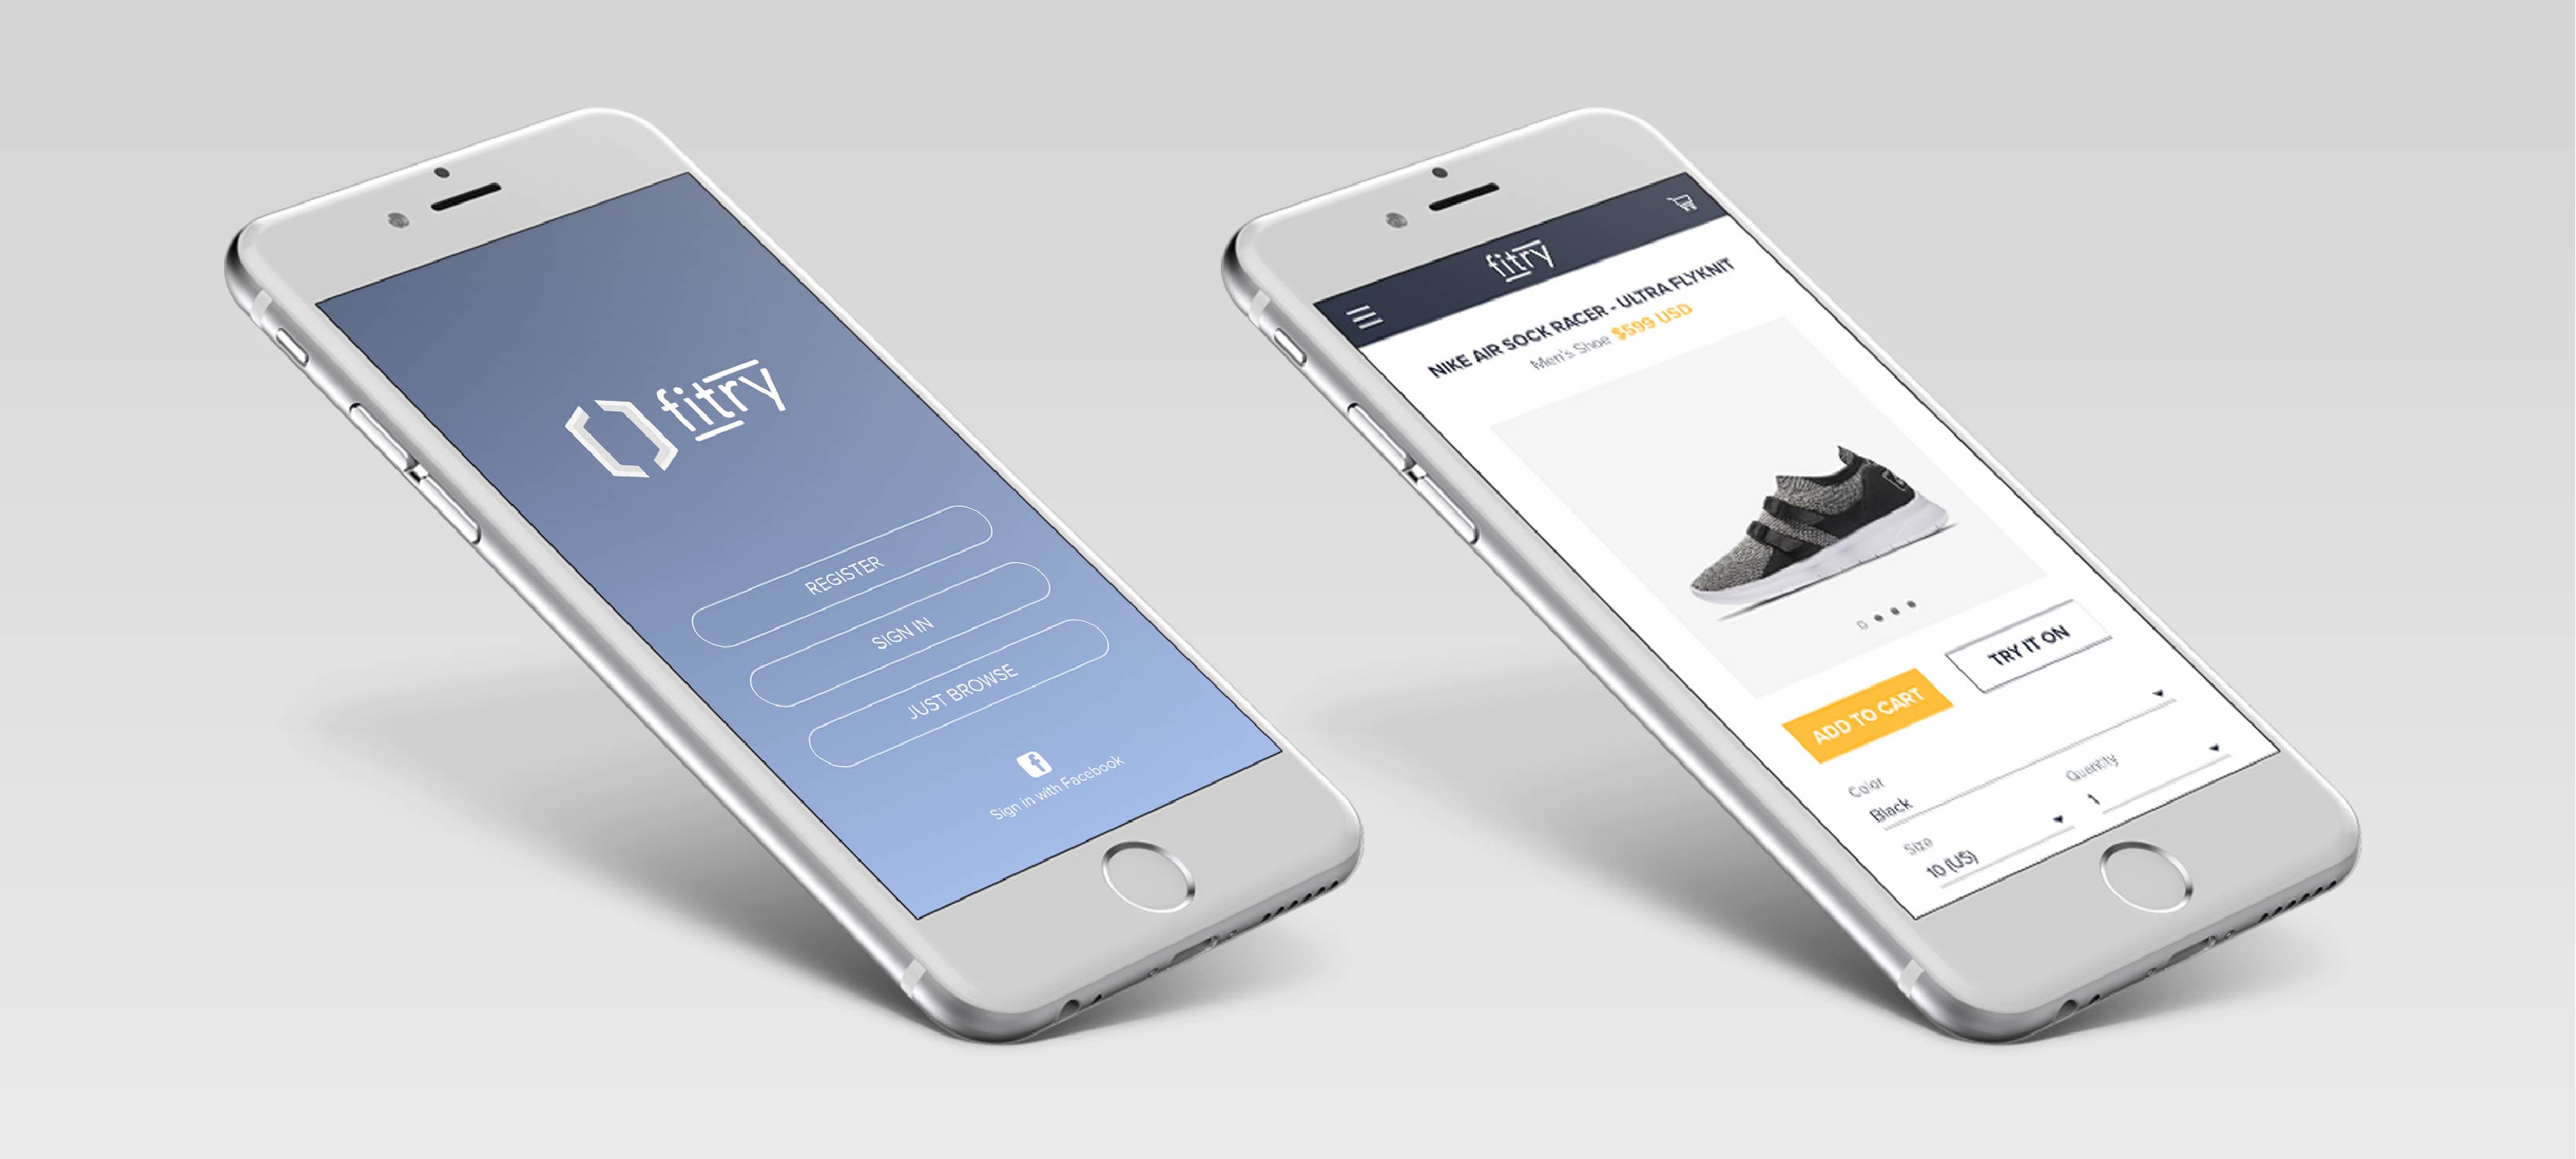 fitry
REGISTER
SIGN IN
JUST BROWSE
Sign in with Facebook
fitry
NIKE AIR SOCK RACER - ULTRA FLYKNIT
Men's Shoe $599 USD
ADD TO CART
TRY IT ON
Color
Black
Quantity
1
Size
10 (US)